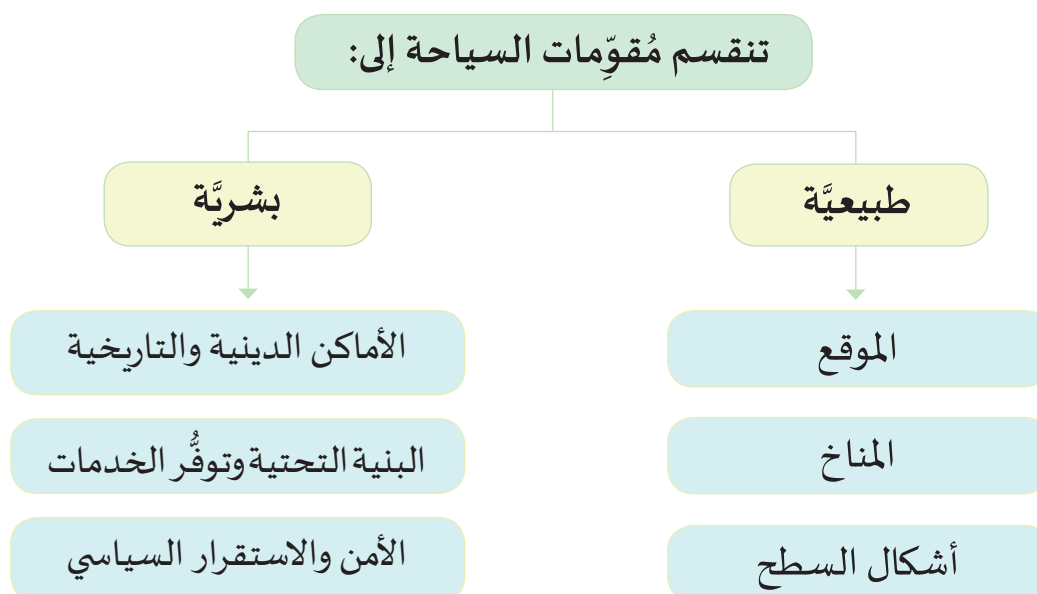 تنقسم مُقوِّمات السياحة إلى:
طبيعيَّة
بشريَّة
الموقع
المناخ
أشكال السطح
الأماكن الدينية والتاريخية
البنية التحتية وتوفُّر الخدمات
الأمن والاستقرار السياسي